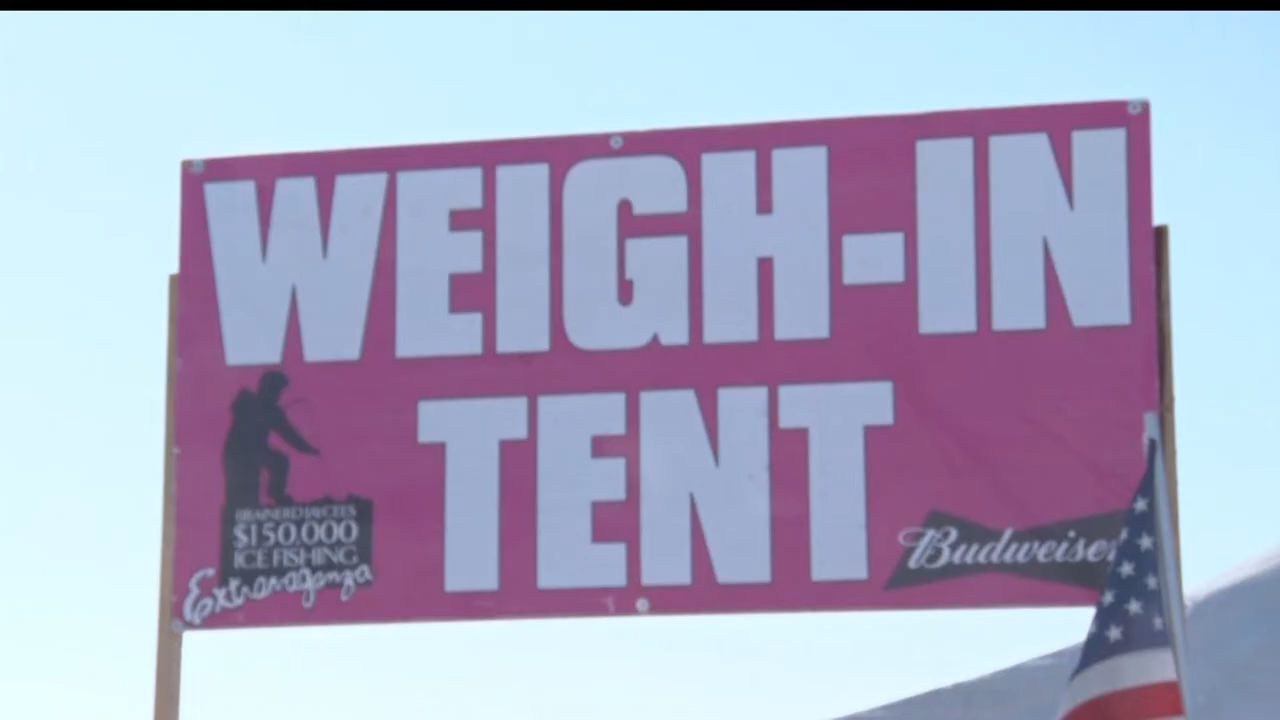 WEIGH-IN
TENT
BRAINERD JAYCEES
$150,000
ICE FISHING
Extravaganza
Budweiser